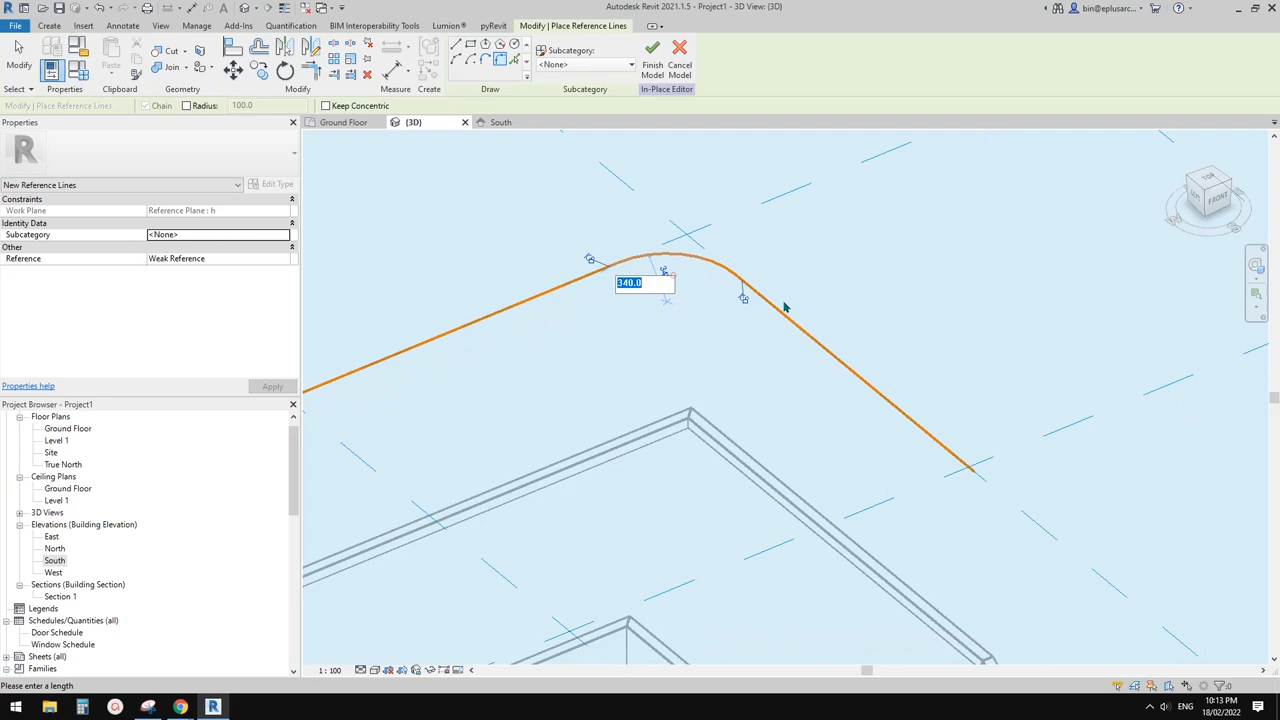 Autodesk Revit 2021.1.5 - Project1 - 3D View: {3D}
bin@eplusarc...
File Create Insert Annotate View Manage Add-Ins Quantification BIM Interoperability Tools Lumion® pyRevit Modify | Place Reference Lines
Modify
Paste
Cut
Join
Subcategory:
<None>
Finish Model
Cancel Model
Select Properties Clipboard Geometry Modify Measure Create Draw Subcategory In-Place Editor
Modify | Place Reference Lines Chain Radius: 100.0 Keep Concentric
Properties
Ground Floor {3D} South
New Reference Lines Edit Type
Constraints
Work Plane Reference Plane : h
Identity Data
Subcategory <None>
Other
Reference Weak Reference
TOP
FRONT
LEFT
340.0
Properties help Apply
Project Browser - Project1
Floor Plans
Ground Floor
Level 1
Site
True North
Ceiling Plans
Ground Floor
Level 1
3D Views
Elevations (Building Elevation)
East
North
South
West
Sections (Building Section)
Section 1
Legends
Schedules/Quantities (all)
Door Schedule
Window Schedule
Sheets (all)
Families
1 : 100
Please enter a length
:0
ENG
10:13 PM
18/02/2022